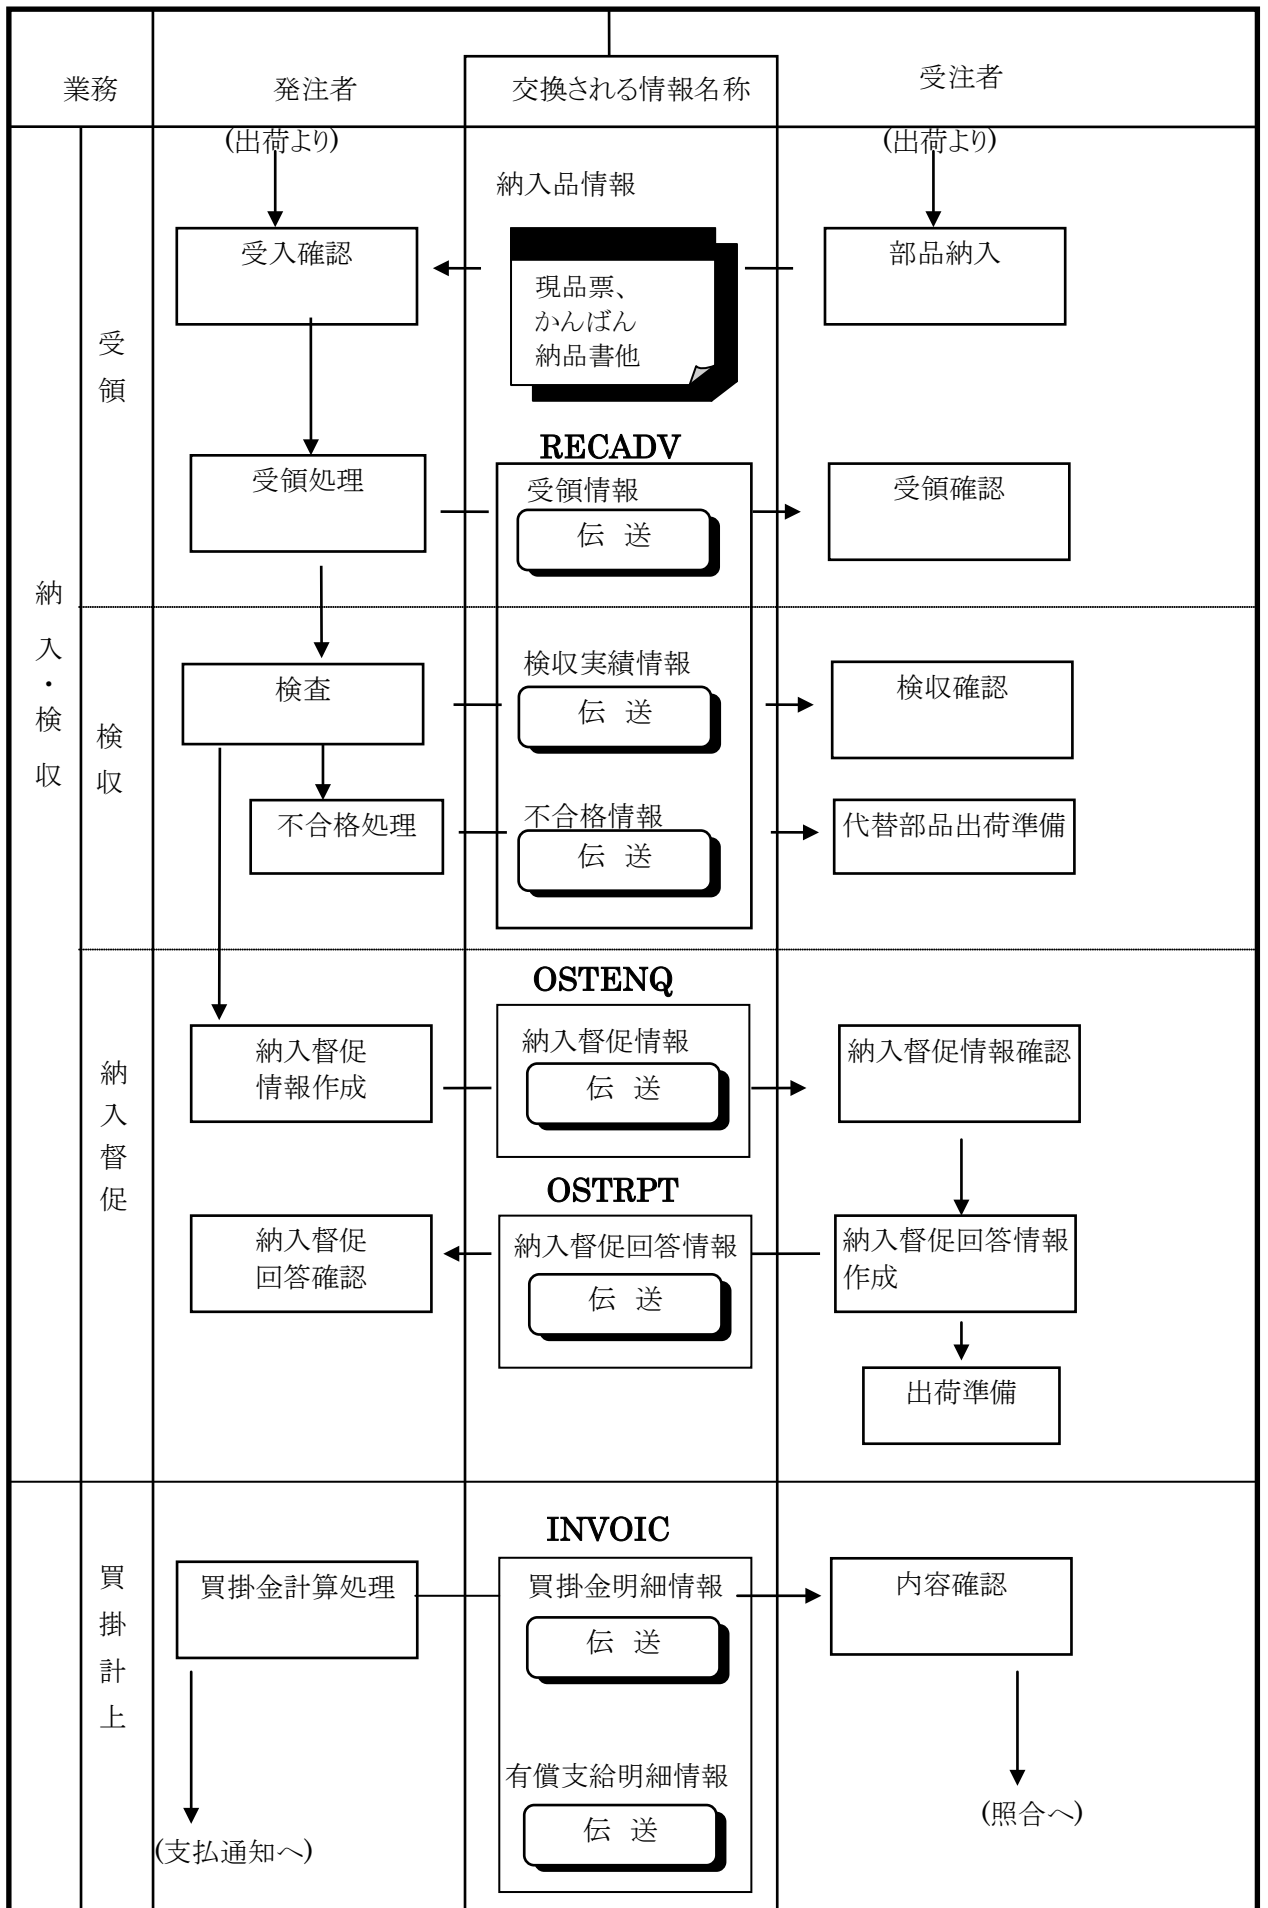 業務
発注者
交換される情報名称
受注者
(出荷より)
(出荷より)
納入品情報
受入確認
部品納入
現品票、
かんばん
納品書他
受
領
RECADV
受領処理
受領情報
伝 送
受領確認
納
入
・
検
収
検
収
検査
検収実績情報
伝 送
検収確認
不合格処理
不合格情報
伝 送
代替部品出荷準備
OSTENQ
納
入
督
促
納入督促
情報作成
納入督促情報
伝 送
納入督促情報確認
OSTRPT
納入督促
回答確認
納入督促回答情報
伝 送
納入督促回答情報
作成
出荷準備
INVOIC
買
掛
計
上
買掛金計算処理
買掛金明細情報
伝 送
内容確認
有償支給明細情報
伝 送
(照合へ)
(支払通知へ)